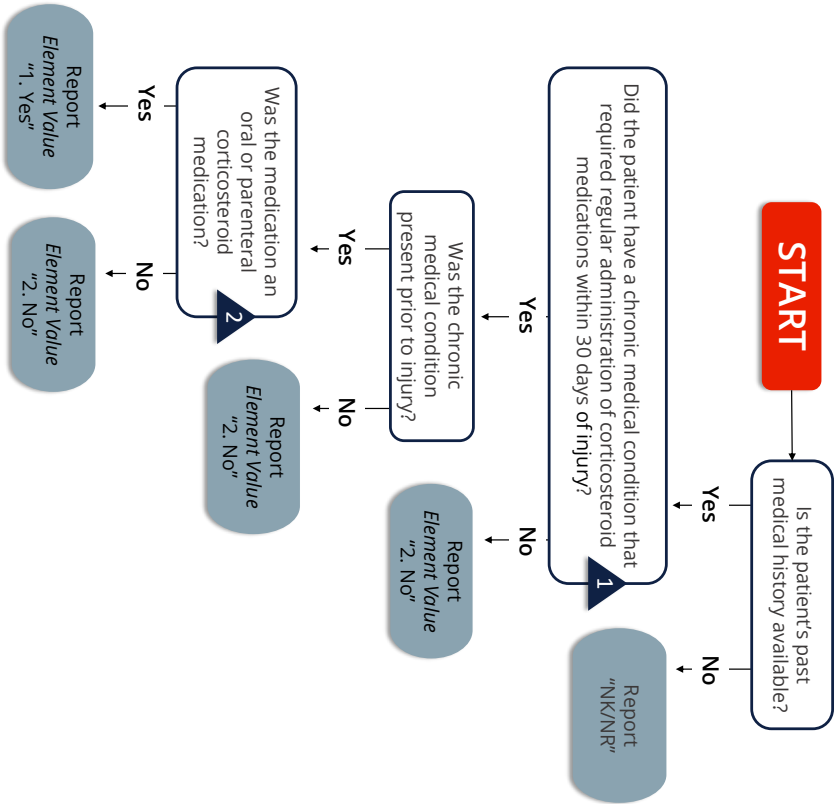 START
Is the patient's past
medical history available?
Yes
No
Report
"NK/NR"
Did the patient have a chronic medical condition that
required regular administration of corticosteroid
medications within 30 days of injury?
1
Yes
No
Report
Element Value
"2. No"
Was the chronic
medical condition
present prior to injury?
Yes
No
Report
Element Value
"2. No"
Was the medication an
oral or parenteral
corticosteroid
medication?
2
Yes
No
Report
Element Value
"1. Yes"
Report
Element Value
"2. No"